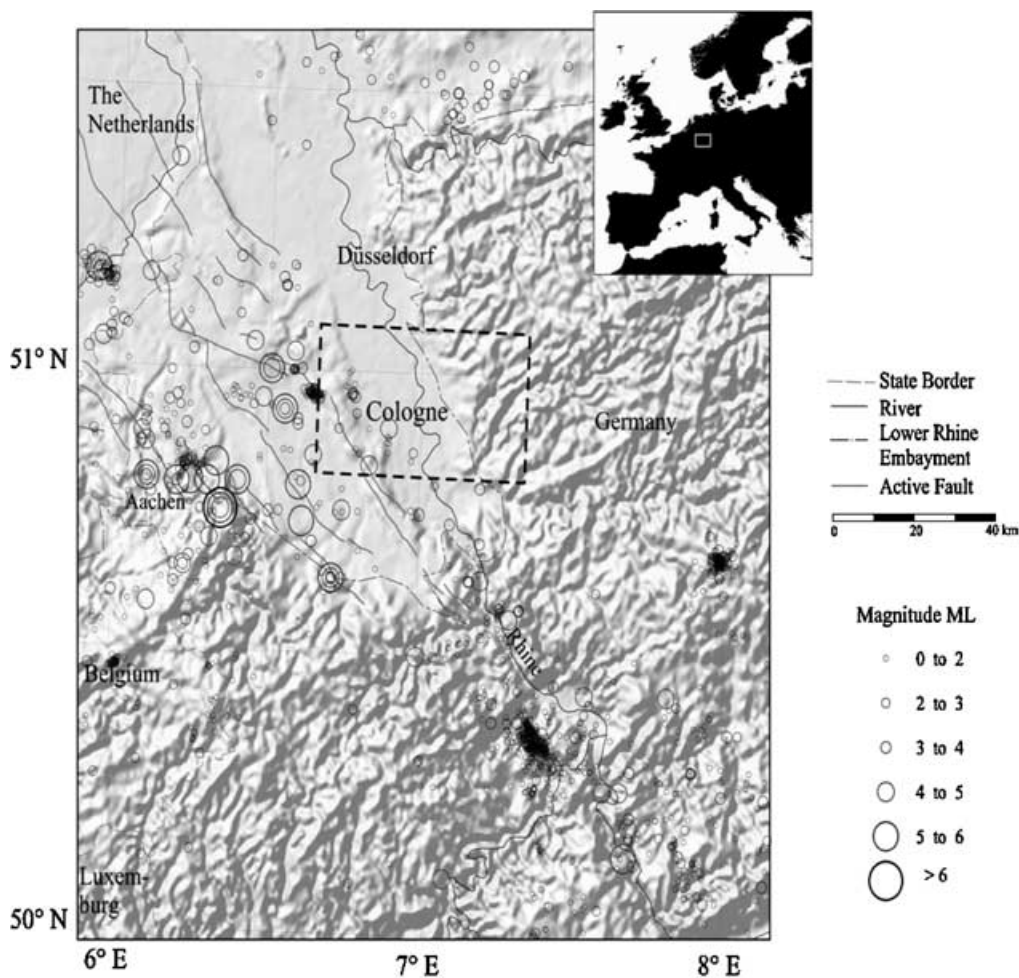 The
Netherlands
Düsseldorf
51° N
Cologne
Germany
Aachen
Rhine
Belgium
Luxem-
burg
50° N
6° E
7° E
8° E
State Border
River
Lower Rhine
Embayment
Active Fault
0 20 40 km
Magnitude ML
0 to 2
2 to 3
3 to 4
4 to 5
5 to 6
> 6